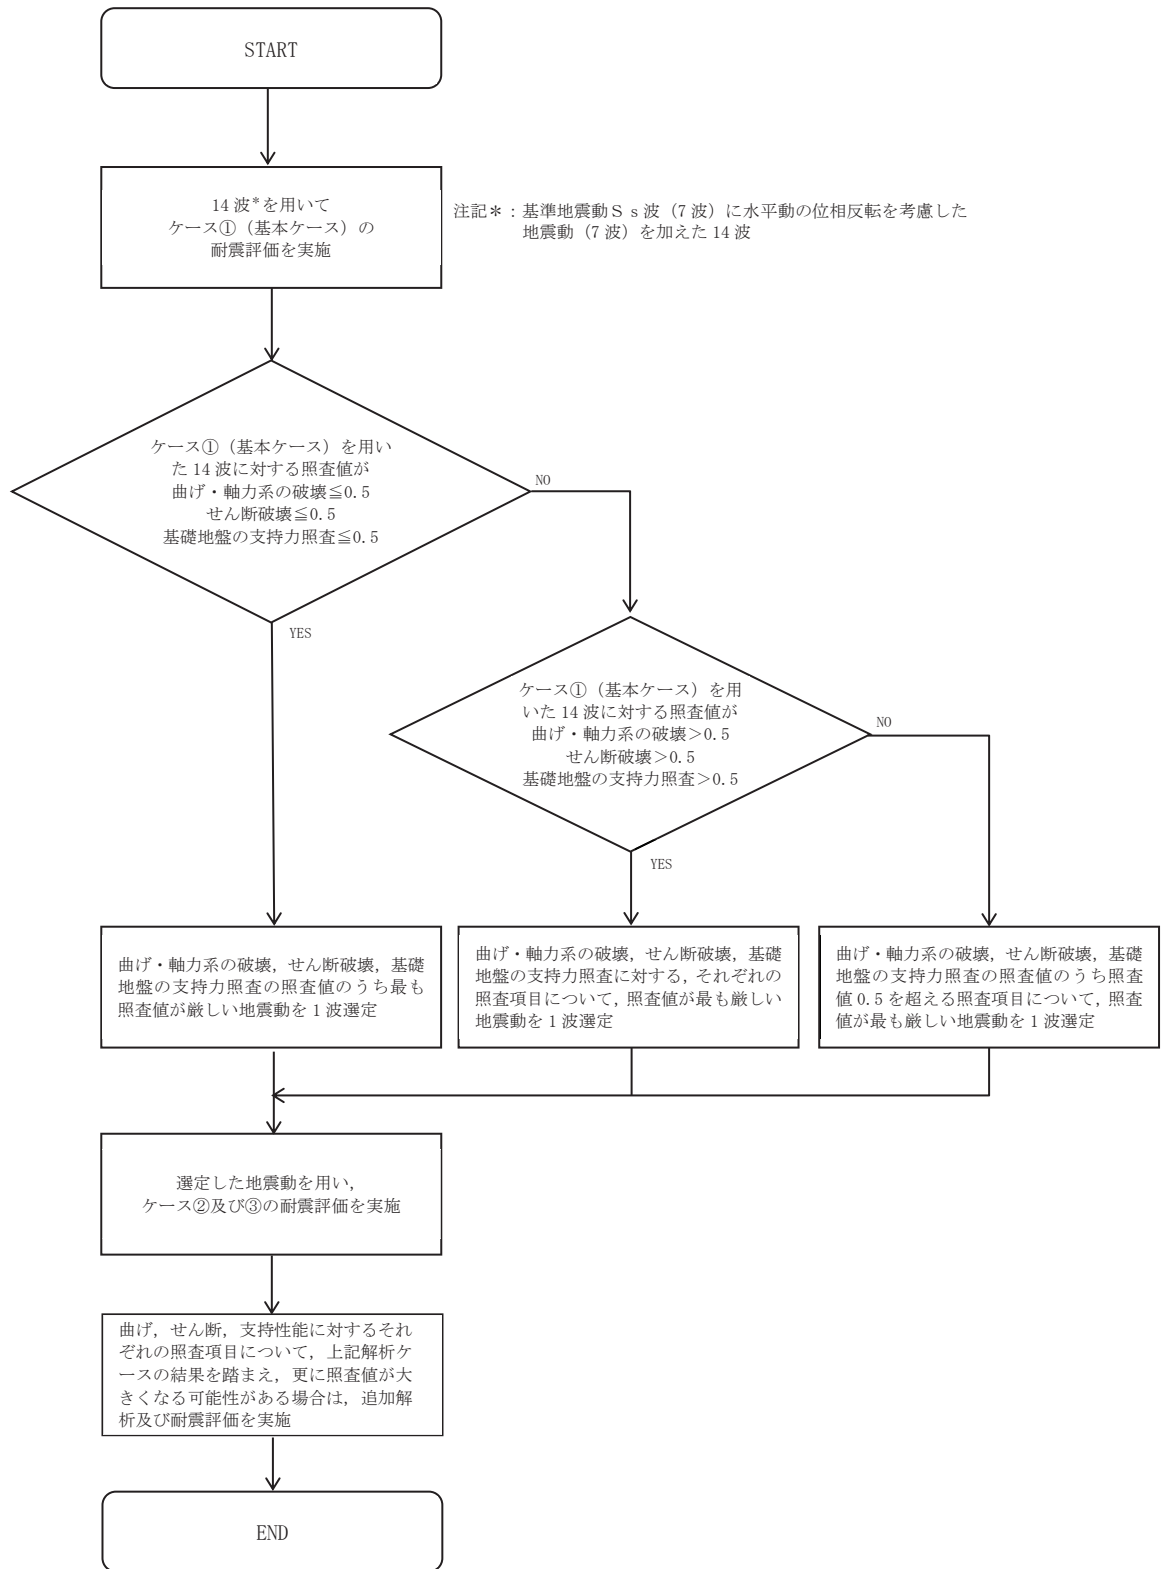 START
14 波*を用いて
ケース①（基本ケース）の
耐震評価を実施
注記＊：基準地震動Ｓｓ波（7 波）に水平動の位相反転を考慮した
地震動（7 波）を加えた 14 波
ケース①（基本ケース）を用い
た 14 波に対する照査値が
曲げ・軸力系の破壊≦0.5
せん断破壊≦0.5
基礎地盤の支持力照査≦0.5
NO
YES
ケース①（基本ケース）を用
いた 14 波に対する照査値が
曲げ・軸力系の破壊＞0.5
せん断破壊＞0.5
基礎地盤の支持力照査＞0.5
NO
YES
曲げ・軸力系の破壊，せん断破壊，基礎
地盤の支持力照査の照査値のうち最も
照査値が厳しい地震動を 1 波選定
曲げ・軸力系の破壊，せん断破壊，基礎
地盤の支持力照査に対する，それぞれの
照査項目について，照査値が最も厳しい
地震動を 1 波選定
曲げ・軸力系の破壊，せん断破壊，基礎
地盤の支持力照査の照査値のうち照査
値 0.5 を超える照査項目について，照査
値が最も厳しい地震動を 1 波選定
選定した地震動を用い，
ケース②及び③の耐震評価を実施
曲げ，せん断，支持性能に対するそれ
ぞれの照査項目について，上記解析ケ
ースの結果を踏まえ，更に照査値が大
きくなる可能性がある場合は，追加解
析及び耐震評価を実施
END